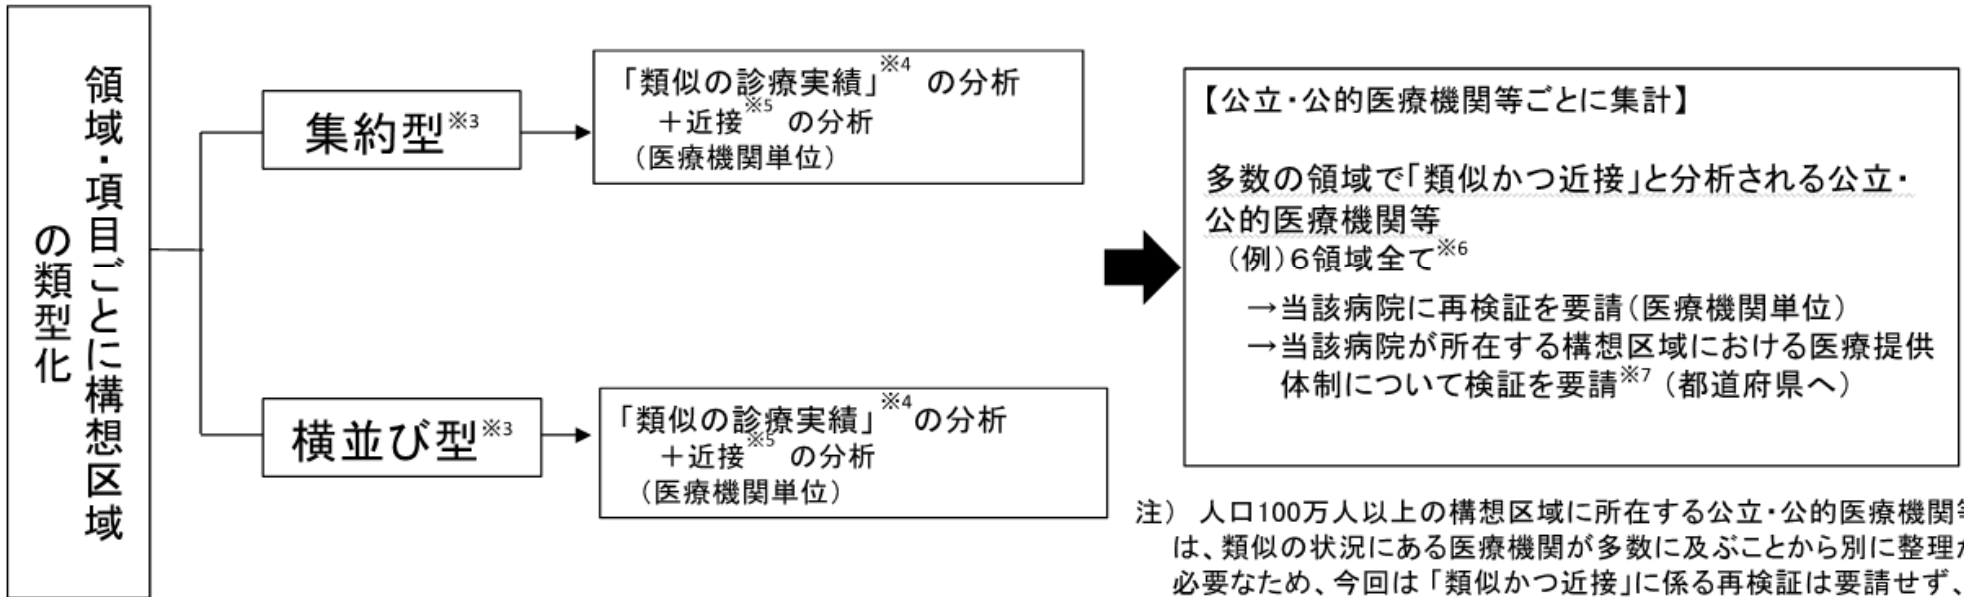 領域・項目ごとに構想区域
の類型化
集約型※3
「類似の診療実績」※4 の分析
＋近接※5 の分析
（医療機関単位）
横並び型※3
「類似の診療実績」※4の分析
＋近接※5 の分析
（医療機関単位）
【公立・公的医療機関等ごとに集計】
多数の領域で「類似かつ近接」と分析される公立・
公的医療機関等
（例）６領域全て※6
→当該病院に再検証を要請（医療機関単位）
→当該病院が所在する構想区域における医療提供
体制について検証を要請※7（都道府県へ）
注） 人口100万人以上の構想区域に所在する公立・公的医療機関等
は、類似の状況にある医療機関が多数に及ぶことから別に整理が
必要なため、今回は「類似かつ近接」に係る再検証は要請せず、